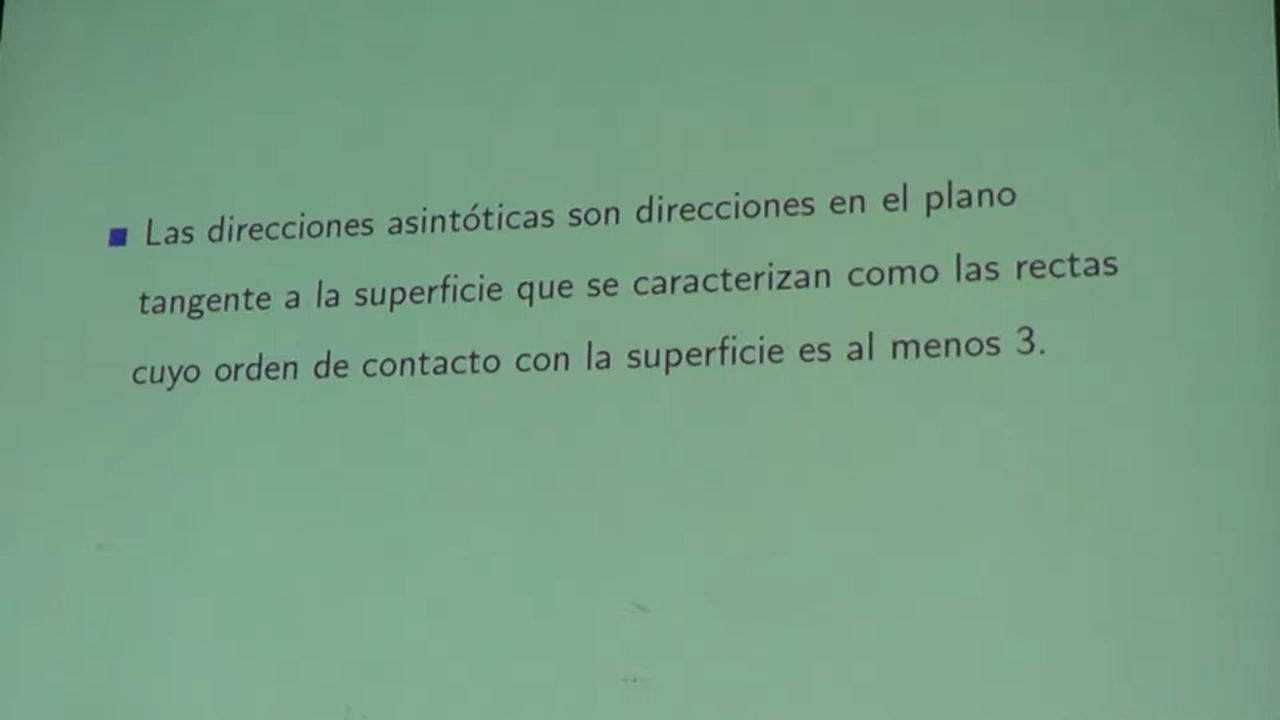 Las direcciones asintóticas son direcciones en el plano
tangente a la superficie que se caracterizan como las rectas
cuyo orden de contacto con la superficie es al menos 3.